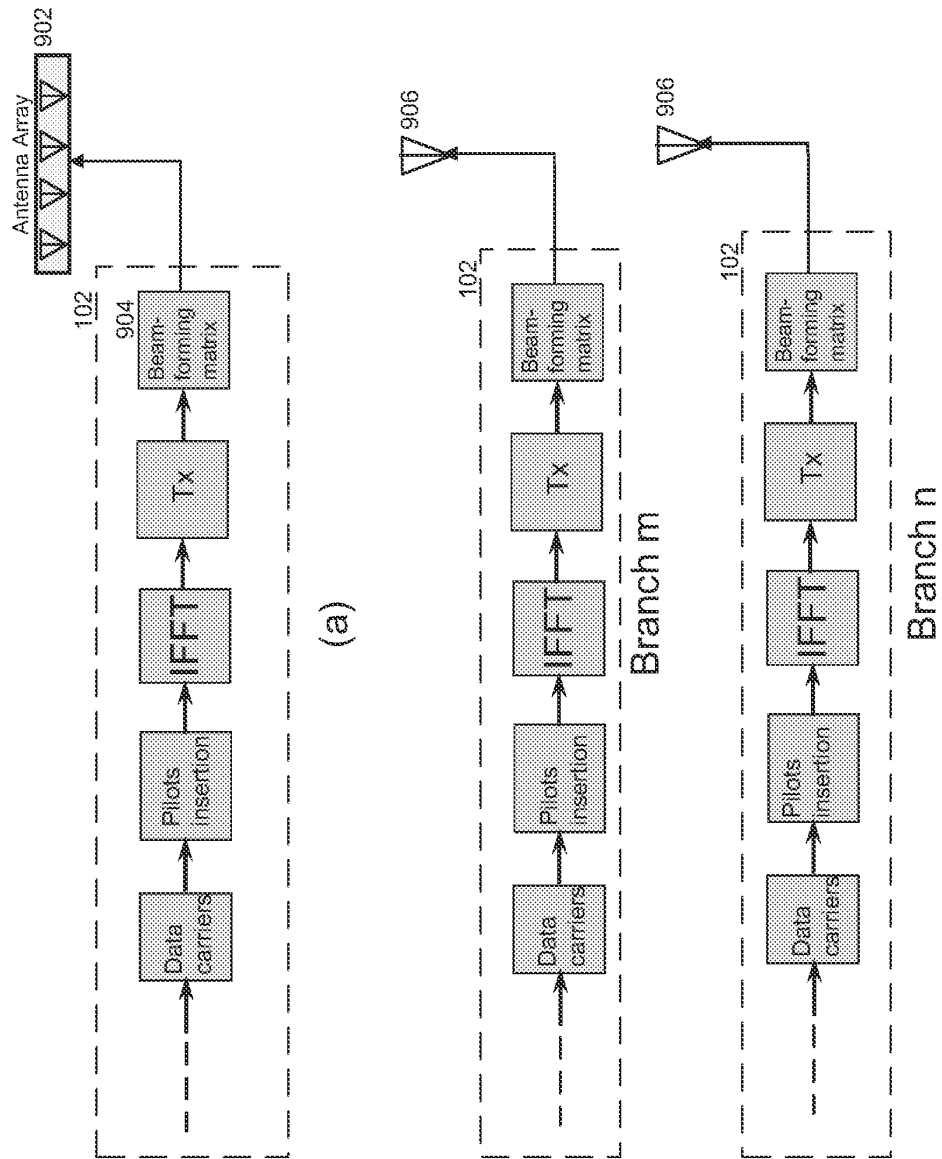 Antenna Array
902
102
904
Data
carriers
Pilots
insertion
IFFT
Tx
Beam-
forming
matrix
(a)
906
102
Data
carriers
Pilots
insertion
IFFT
Tx
Beam-
forming
matrix
Branch m
906
102
Data
carriers
Pilots
insertion
IFFT
Tx
Beam-
forming
matrix
Branch n